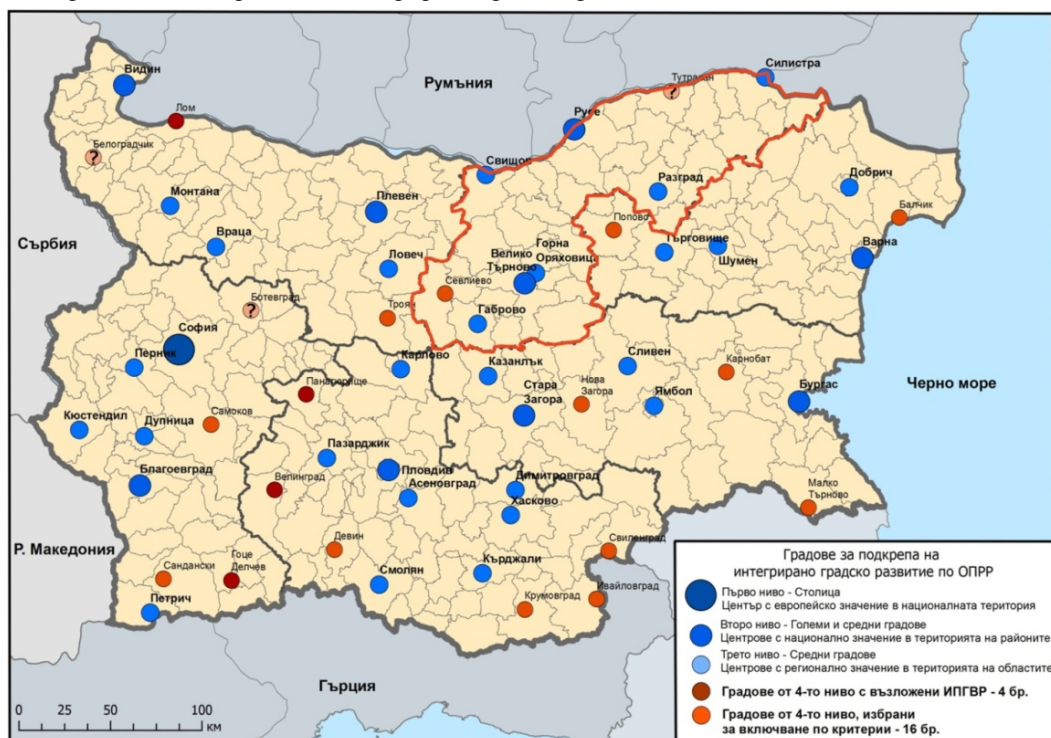 Видин
Румъния
Силистра
Тутракан
Лом
Русе
Белоградчик
?
?
Свищов
Добрич
Монтана
Плевен
Разград
Балчик
Попово
Сърбия
Враца
Горна
Оряховица
Търговище
Варна
Ловеч
Велико
Търново
Шумен
Севлиево
Ботевград
?
Троян
Габрово
София
Перник
Карлово
Казанлък
Сливен
Карнобат
Черно море
Панагюрище
Стара
Загора
Нова
Загора
Ямбол
Бургас
Кюстендил
Дупница
Самоков
Пазарджик
Благоевград
Велинград
Пловдив
Асеновград
Димитровград
Хасково
Малко
Търново
Р. Македония
Девин
Свиленград
Сандански
Гоце
Делчев
Смолян
Кърджали
Ивайловград
Петрич
Крумовград
Гърция
0 25 50 100
км
Градове за подкрепа на
интегрирано градско развитие по ОПРР
Първо ниво - Столица
Център с европейско значение в националната територия
Второ ниво - Големи и средни градове
Центрове с национално значение в територията на районите
Трето ниво - Средни градове
Центрове с регионално значение в територията на областите
Градове от 4-то ниво с възложени ИПГВР - 4 бр.
Градове от 4-то ниво, избрани
за включване по критерии - 16 бр.